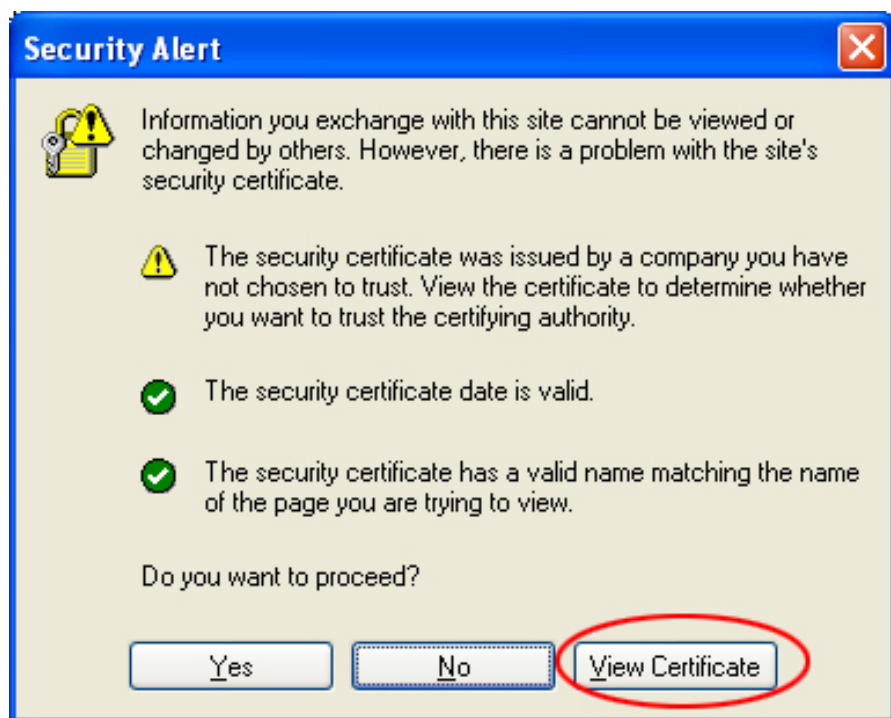 Security Alert
Information you exchange with this site cannot be viewed or
changed by others. However, there is a problem with the site's
security certificate.
The security certificate was issued by a company you have
not chosen to trust. View the certificate to determine whether
you want to trust the certifying authority.
The security certificate date is valid.
The security certificate has a valid name matching the name
of the page you are trying to view.
Do you want to proceed?
Yes No View Certificate